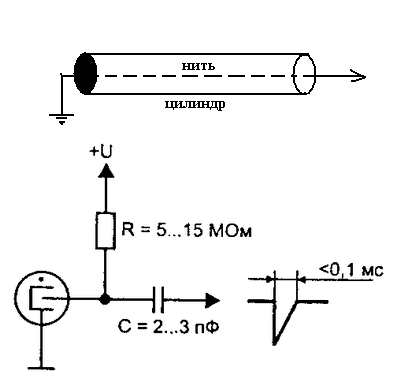 нить
цилиндр
+U
R = 5...15 МОм
<0,1 мс
C = 2...3 пФ